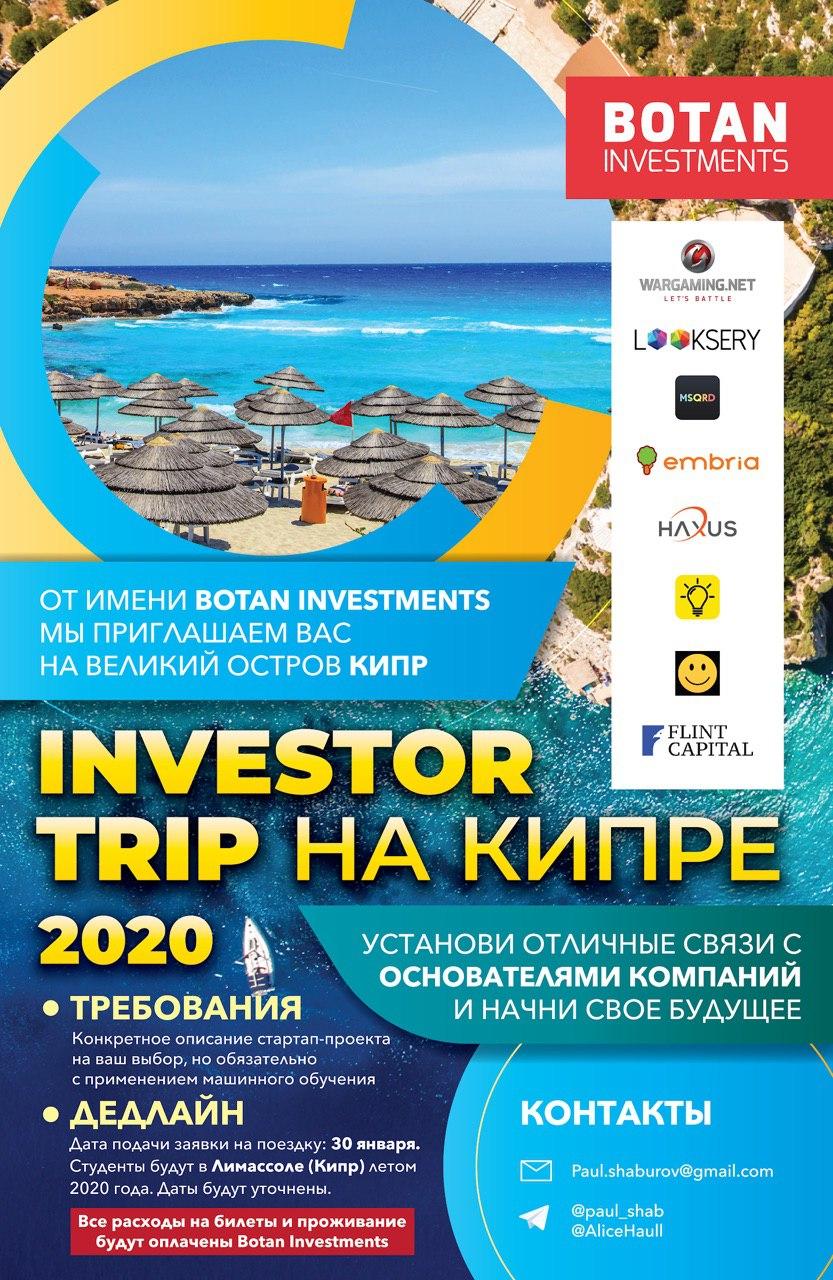 BOTAN
INVESTMENTS
WARGAMING.NET
LET'S BATTLE
LOOKSERY
MSQRD
embria
HAXUS
FLINT
CAPITAL
ОТ ИМЕНИ BOTAN INVESTMENTS
МЫ ПРИГЛАШАЕМ ВАС
НА ВЕЛИКИЙ ОСТРОВ КИПР
INVESTOR
TRIP НА КИПРЕ
2020
УСТАНОВИ ОТЛИЧНЫЕ СВЯЗИ С
ОСНОВАТЕЛЯМИ КОМПАНИЙ
И НАЧНИ СВОЕ БУДУЩЕЕ
• ТРЕБОВАНИЯ
Конкретное описание стартап-проекта
на ваш выбор, но обязательно
с применением машинного обучения
• ДЕДЛАЙН
Дата подачи заявки на поездку: 30 января.
Студенты будут в Лимассоле (Кипр) летом
2020 года. Даты будут уточнены.
Все расходы на билеты и проживание
будут оплачены Botan Investments
КОНТАКТЫ
Paul.shaburov@gmail.com
@paul_shab
@AliceHaull